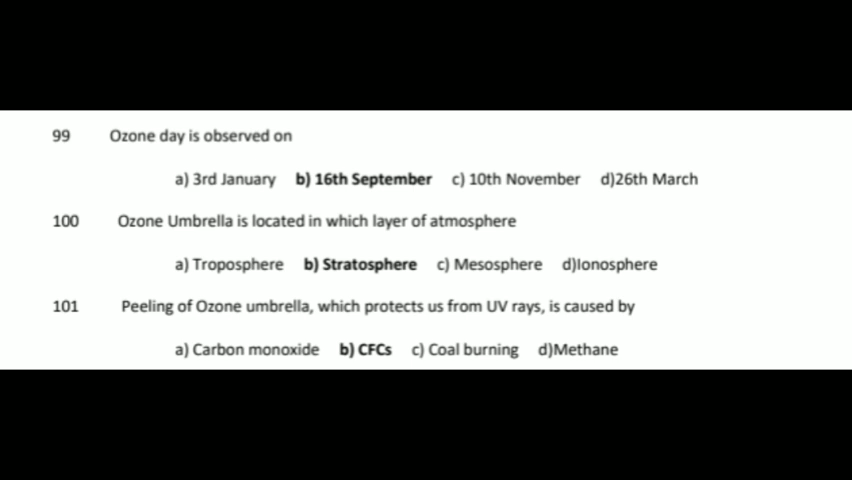 99 Ozone day is observed on
a) 3rd January b) 16th September c) 10th November d)26th March
100 Ozone Umbrella is located in which layer of atmosphere
a) Troposphere b) Stratosphere c) Mesosphere d)Ionosphere
101 Peeling of Ozone umbrella, which protects us from UV rays, is caused by
a) Carbon monoxide b) CFCs c) Coal burning d)Methane